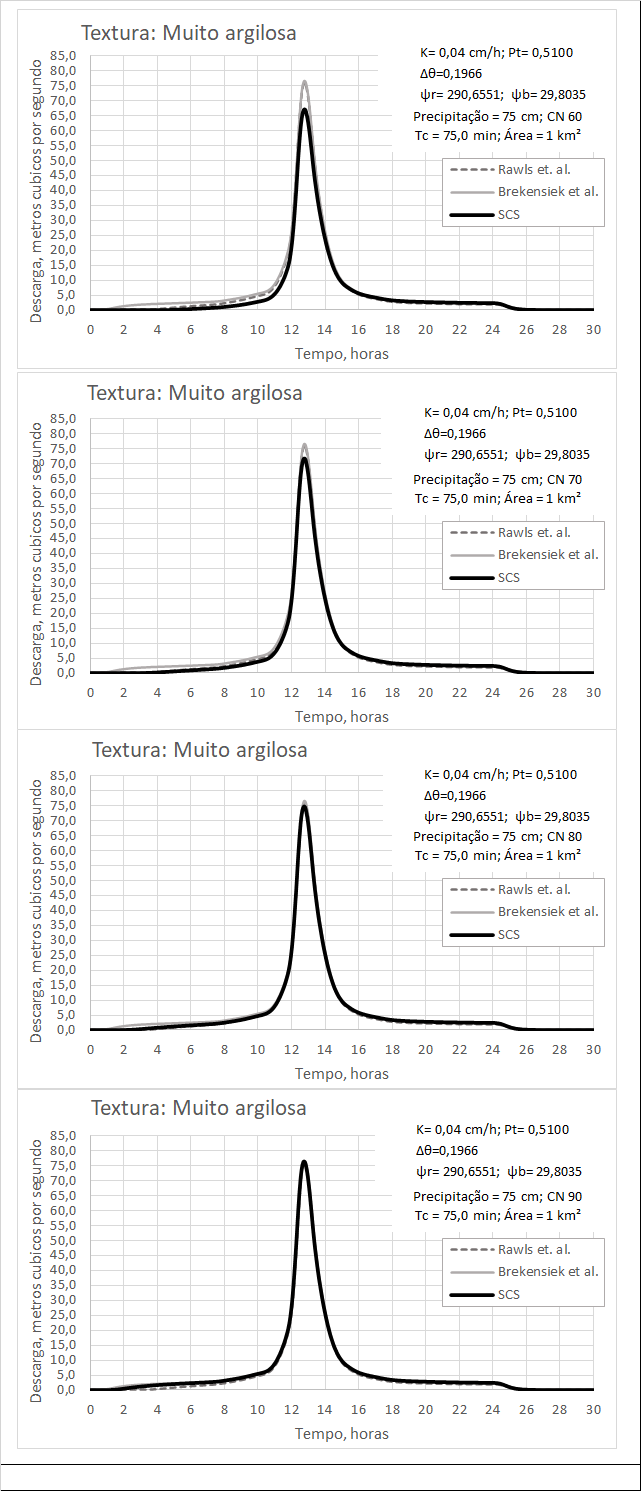 Textura: Muito argilosa
K= 0,04 cm/h; Pt= 0,5100
Δθ=0,1966
ψr= 290,6551; ψb= 29,8035
Precipitação = 75 cm; CN 60
Tc = 75,0 min; Área = 1 km²
Rawls et. al.
Brekensiek et al.
SCS
Descarga, metros cubicos por segundo
85,0
80,0
75,0
70,0
65,0
60,0
55,0
50,0
45,0
40,0
35,0
30,0
25,0
20,0
15,0
10,0
5,0
0,0
0 2 4 6 8 10 12 14 16 18 20 22 24 26 28 30
Tempo, horas
Textura: Muito argilosa
K= 0,04 cm/h; Pt= 0,5100
Δθ=0,1966
ψr= 290,6551; ψb= 29,8035
Precipitação = 75 cm; CN 70
Tc = 75,0 min; Área = 1 km²
Rawls et. al.
Brekensiek et al.
SCS
Descarga, metros cubicos por segundo
85,0
80,0
75,0
70,0
65,0
60,0
55,0
50,0
45,0
40,0
35,0
30,0
25,0
20,0
15,0
10,0
5,0
0,0
0 2 4 6 8 10 12 14 16 18 20 22 24 26 28 30
Tempo, horas
Textura: Muito argilosa
K= 0,04 cm/h; Pt= 0,5100
Δθ=0,1966
ψr= 290,6551; ψb= 29,8035
Precipitação = 75 cm; CN 80
Tc = 75,0 min; Área = 1 km²
Rawls et. al.
Brekensiek et al.
SCS
Descarga, metros cubicos por segundo
85,0
80,0
75,0
70,0
65,0
60,0
55,0
50,0
45,0
40,0
35,0
30,0
25,0
20,0
15,0
10,0
5,0
0,0
0 2 4 6 8 10 12 14 16 18 20 22 24 26 28 30
Tempo, horas
Textura: Muito argilosa
K= 0,04 cm/h; Pt= 0,5100
Δθ=0,1966
ψr= 290,6551; ψb= 29,8035
Precipitação = 75 cm; CN 90
Tc = 75,0 min; Área = 1 km²
Rawls et. al.
Brekensiek et al.
SCS
Descarga, metros cubicos por segundo
85,0
80,0
75,0
70,0
65,0
60,0
55,0
50,0
45,0
40,0
35,0
30,0
25,0
20,0
15,0
10,0
5,0
0,0
0 2 4 6 8 10 12 14 16 18 20 22 24 26 28 30
Tempo, horas